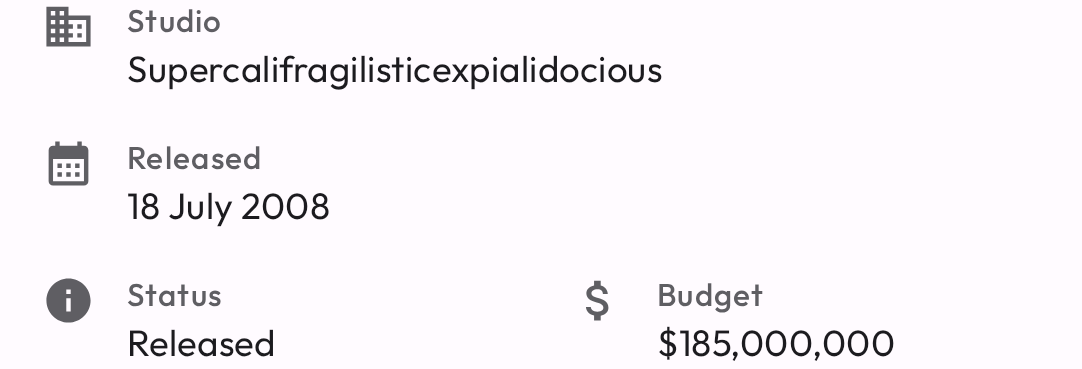 Studio
Supercalifragilisticexpialidocious
Released
18 July 2008
Status
Released
Budget
$185,000,000